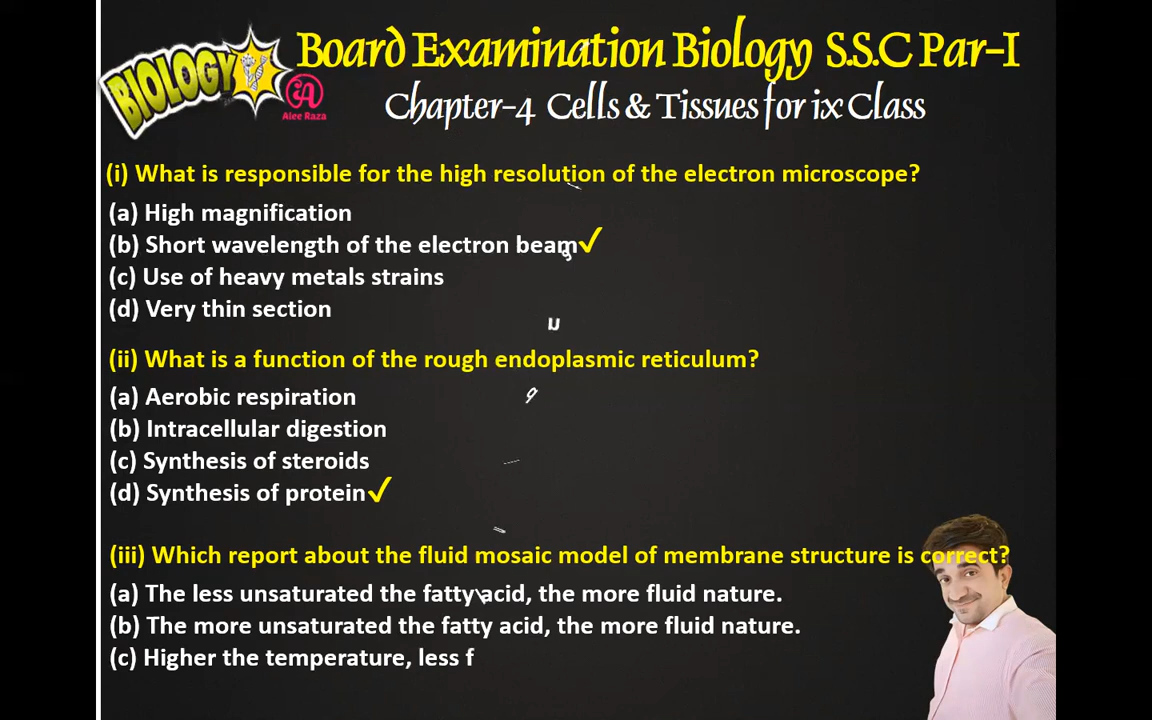 BIOLOGY
Alee Raza
Board Examination Biology S.S.C Par-I
Chapter-4 Cells & Tissues for ix Class
(i) What is responsible for the high resolution of the electron microscope?
(a) High magnification
(b) Short wavelength of the electron beam✓
(c) Use of heavy metals strains
(d) Very thin section
(ii) What is a function of the rough endoplasmic reticulum?
(a) Aerobic respiration
(b) Intracellular digestion
(c) Synthesis of steroids
(d) Synthesis of protein✓
(iii) Which report about the fluid mosaic model of membrane structure is correct?
(a) The less unsaturated the fatty acid, the more fluid nature.
(b) The more unsaturated the fatty acid, the more fluid nature.
(c) Higher the temperature, less f